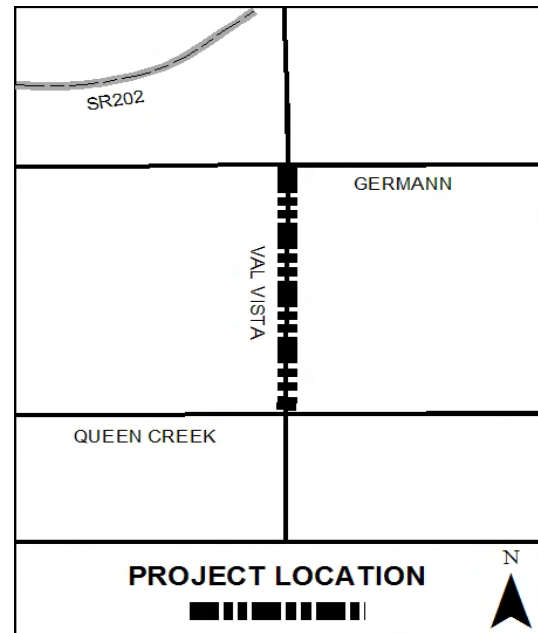 SR202
GERMANN
VAL VISTA
QUEEN CREEK
PROJECT LOCATION
N